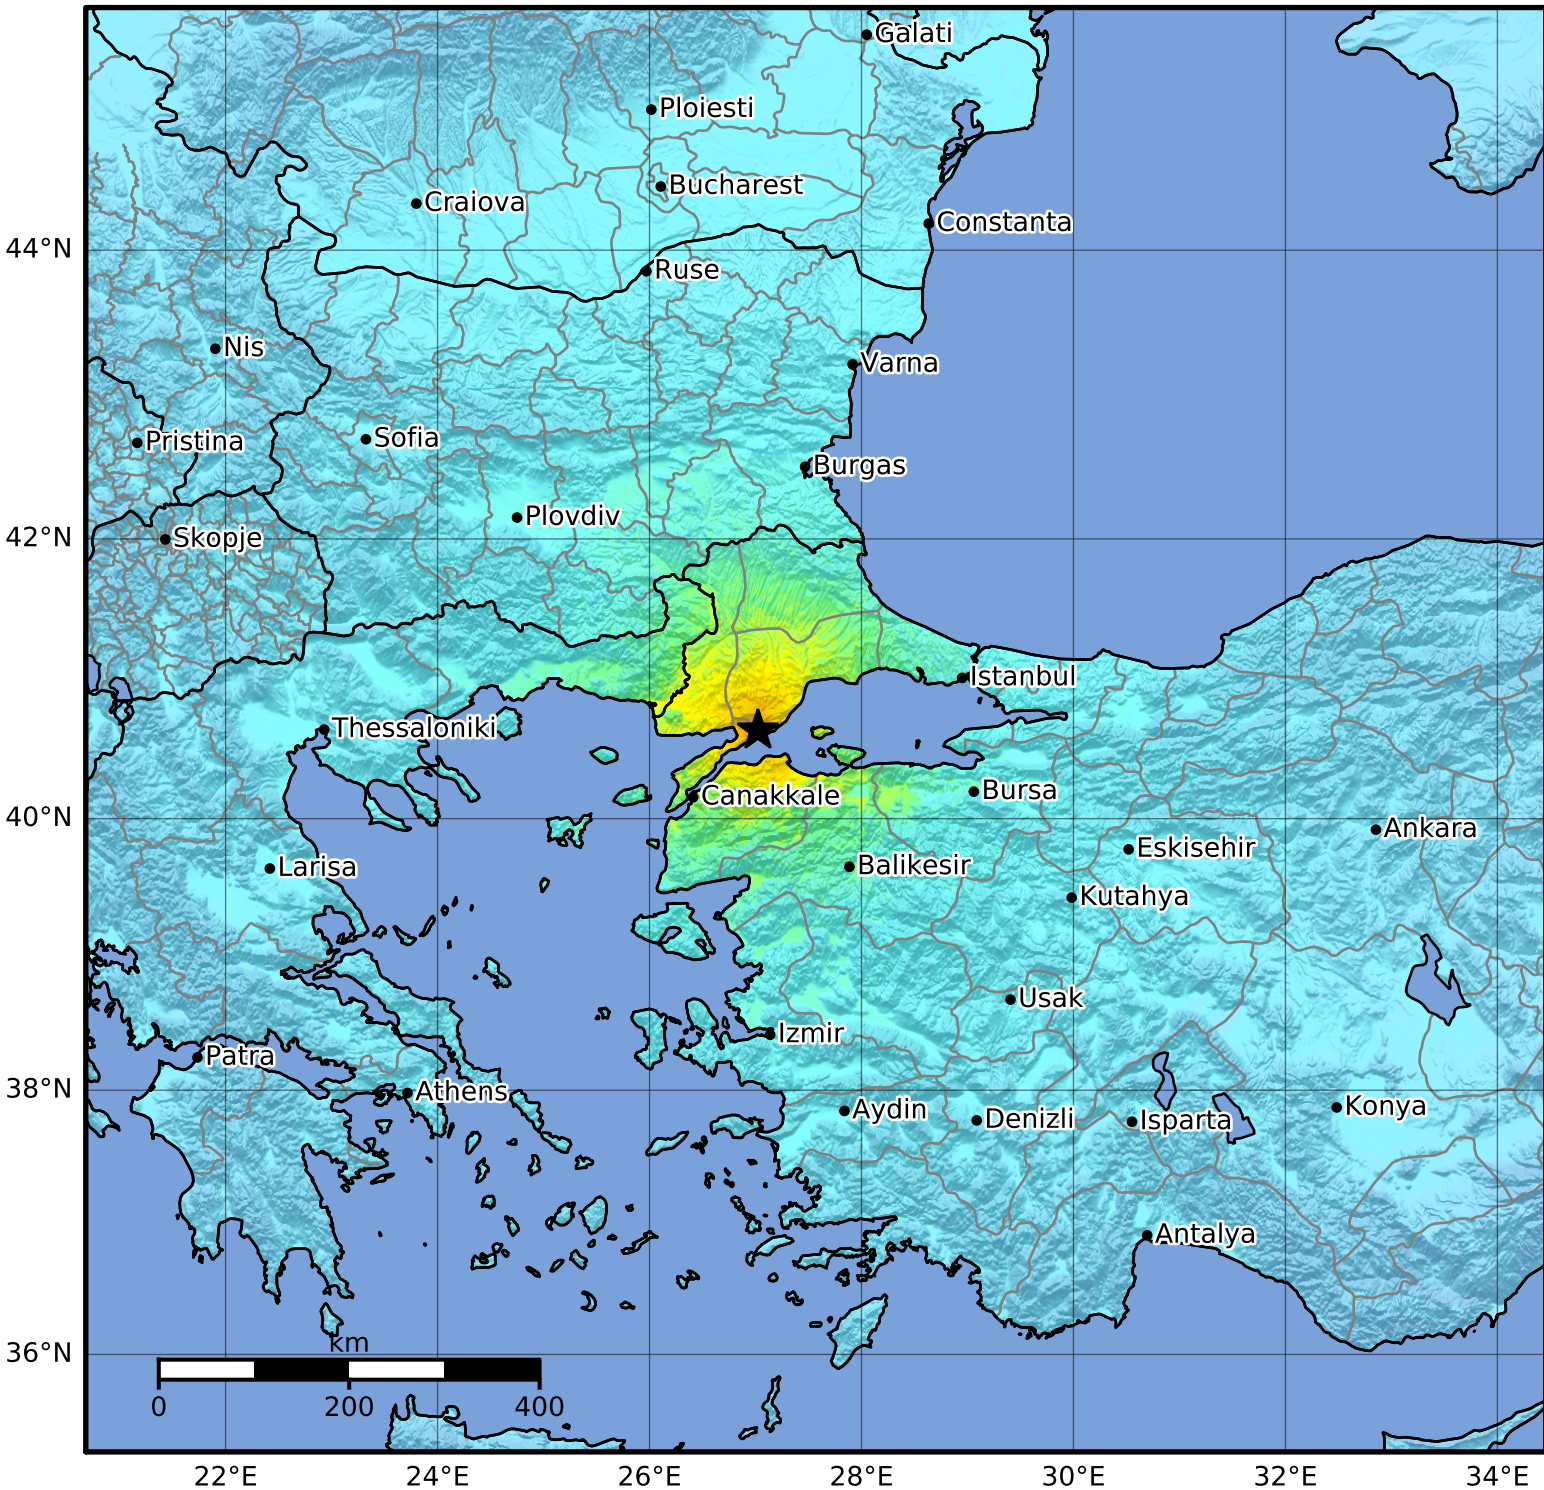 Galati
Ploiesti
Bucharest
Craiova
Constanta
44°N
Ruse
Nis
Varna
Pristina
Sofia
Burgas
Plovdiv
42°N
Skopje
Istanbul
Thessaloniki
Canakkale
Bursa
40°N
Ankara
Eskisehir
Larisa
Balikesir
Kutahya
Usak
Izmir
Patra
38°N
Athens
Aydin
Denizli
Isparta
Konya
Antalya
36°N
km
0 200 400
22°E 24°E 26°E 28°E 30°E 32°E 34°E